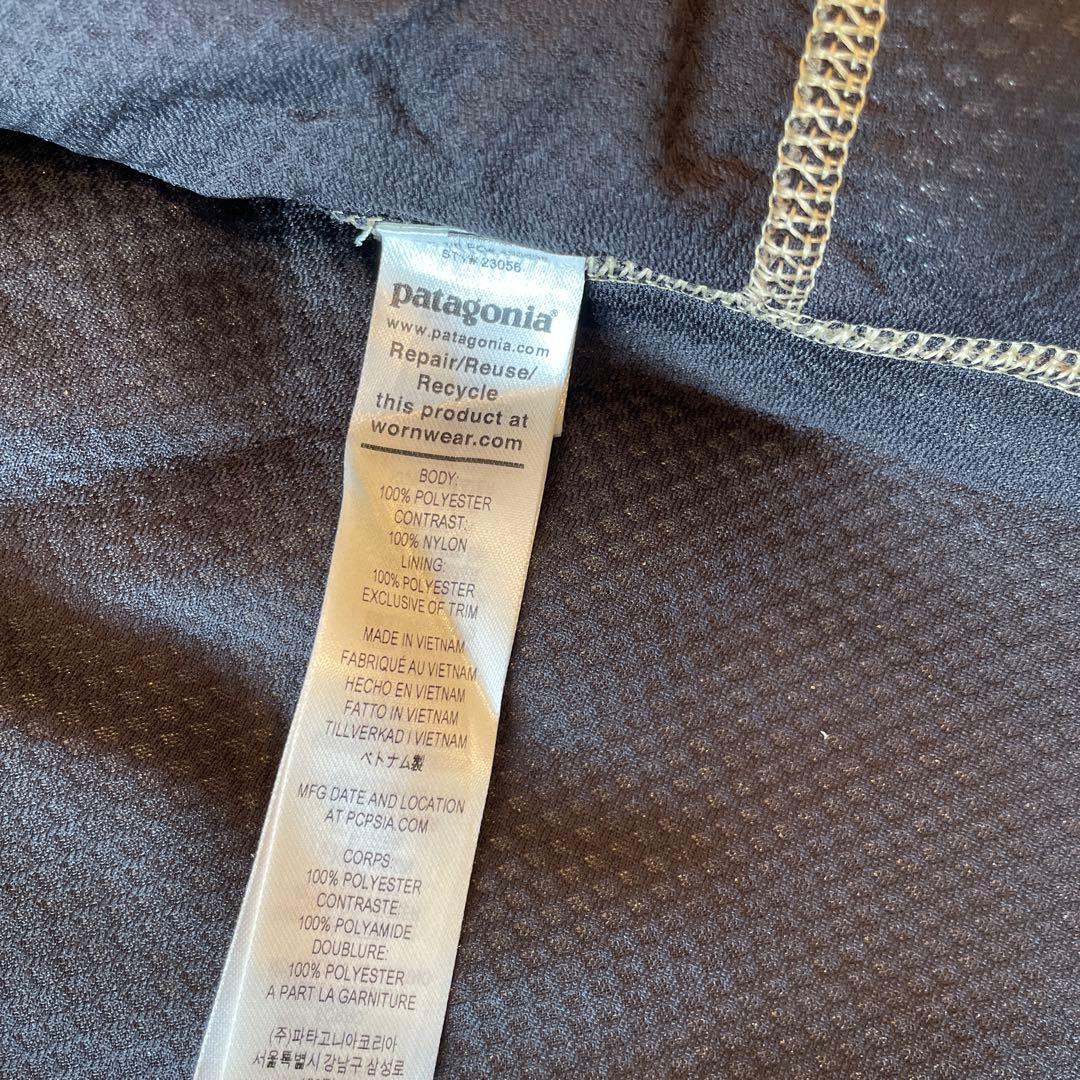 STY# 23056
patagonia®
www.patagonia.com
Repair/Reuse/
Recycle
this product at
wornwear.com
BODY:
100% POLYESTER
CONTRAST:
100% NYLON
LINING:
100% POLYESTER
EXCLUSIVE OF TRIM
MADE IN VIETNAM
FABRIQUÉ AU VIETNAM
HECHO EN VIETNAM
FATTO IN VIETNAM
TILLVERKAD I VIETNAM
ベトナム製
MFG DATE AND LOCATION
AT PCPSIA.COM
CORPS:
100% POLYESTER
CONTRASTE:
100% POLYAMIDE
DOUBLURE:
100% POLYESTER
A PART LA GARNITURE
(주)파타고니아코리아
서울특별시 강남구 삼성로